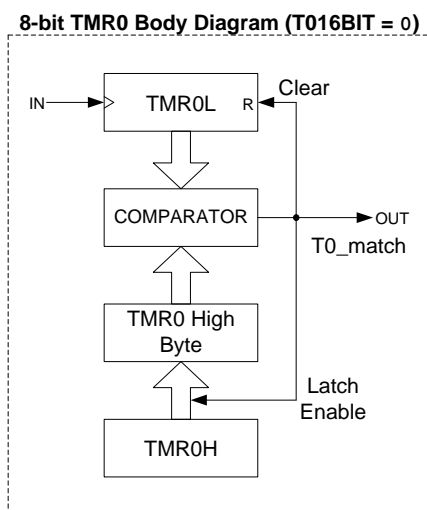 8-bit TMR0 Body Diagram (T016BIT = 0)
IN
TMR0L
R
Clear
COMPARATOR
OUT
T0_match
TMR0 High
Byte
Latch
Enable
TMR0H